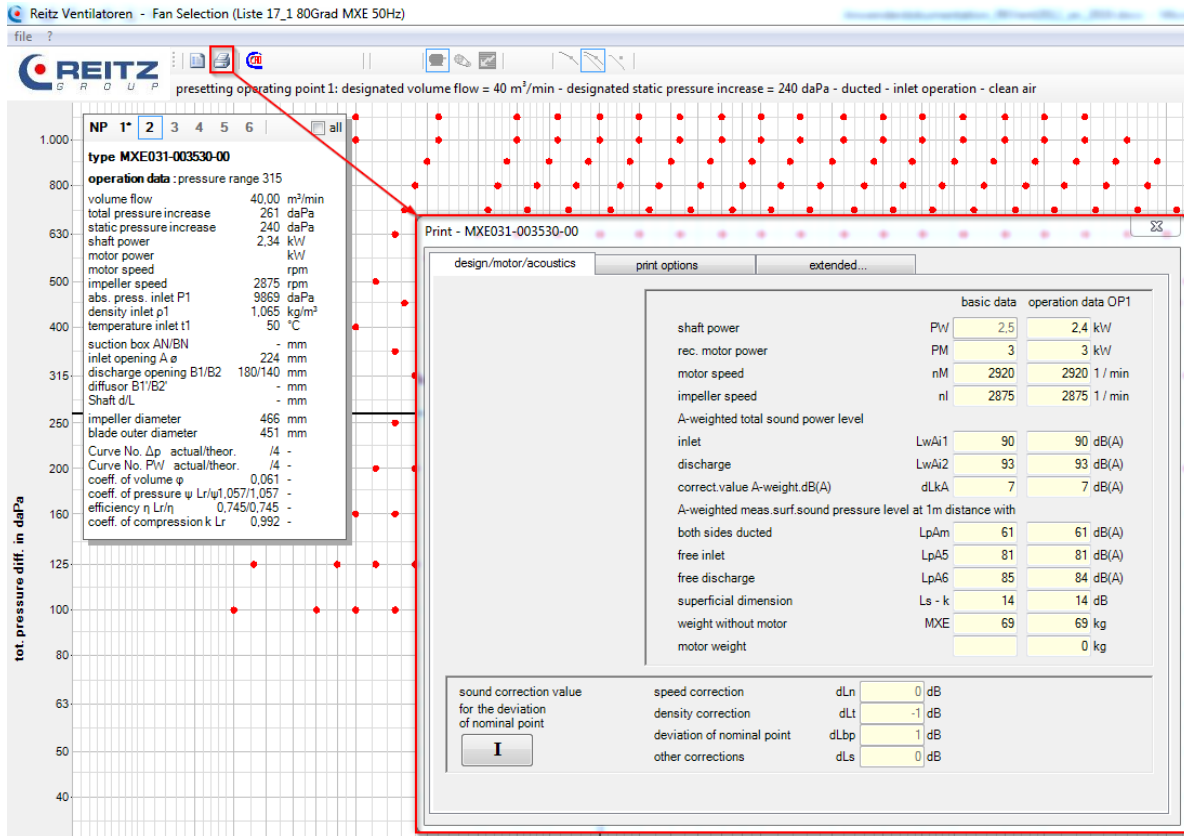 Reitz Ventilatoren - Fan Selection (Liste 17_1 80Grad MXE 50Hz)
file ?
REITZ
GROUP
presetting operating point 1: designated volume flow = 40 m³/min - designated static pressure increase = 240 daPa - ducted - inlet operation - clean air
NP 1* 2 3 4 5 6 all
type MXE031-003530-00
operation data : pressure range 315
volume flow 40,00 m³/min
total pressure increase 261 daPa
static pressure increase 240 daPa
shaft power 2,34 kW
motor power kW
motor speed rpm
impeller speed 2875 rpm
abs. press. inlet P1 9869 daPa
density inlet ρ1 1,065 kg/m³
temperature inlet t1 50 °C
suction box AN/BN - mm
inlet opening A ø 224 mm
discharge opening B1/B2 180/140 mm
diffusor B1'/B2' - mm
Shaft d/L - mm
impeller diameter 466 mm
blade outer diameter 451 mm
Curve No. Δp actual/theor. /4 -
Curve No. PW actual/theor. /4 -
coeff. of volume φ 0,061 -
coeff. of pressure ψ Lr/ψ1,057/1,057 -
efficiency η Lr/η 0,745/0,745 -
coeff. of compression k Lr 0,992 -
tot. pressure diff. in daPa
1.000
800
630
500
400
315
250
200
160
125
100
80
63
50
40
Print - MXE031-003530-00
design/motor/acoustics print options extended...
basic data operation data OP1
shaft power PW 2,5 2,4 kW
rec. motor power PM 3 3 kW
motor speed nM 2920 2920 1 / min
impeller speed nI 2875 2875 1 / min
A-weighted total sound power level
inlet LwAi1 90 90 dB(A)
discharge LwAi2 93 93 dB(A)
correct.value A-weight.dB(A) dLkA 7 7 dB(A)
A-weighted meas.surf.sound pressure level at 1m distance with
both sides ducted LpAm 61 61 dB(A)
free inlet LpA5 81 81 dB(A)
free discharge LpA6 85 84 dB(A)
superficial dimension Ls - k 14 14 dB
weight without motor MXE 69 69 kg
motor weight 0 kg
sound correction value
for the deviation
of nominal point
I
speed correction dLn 0 dB
density correction dLt -1 dB
deviation of nominal point dLbp 1 dB
other corrections dLs 0 dB